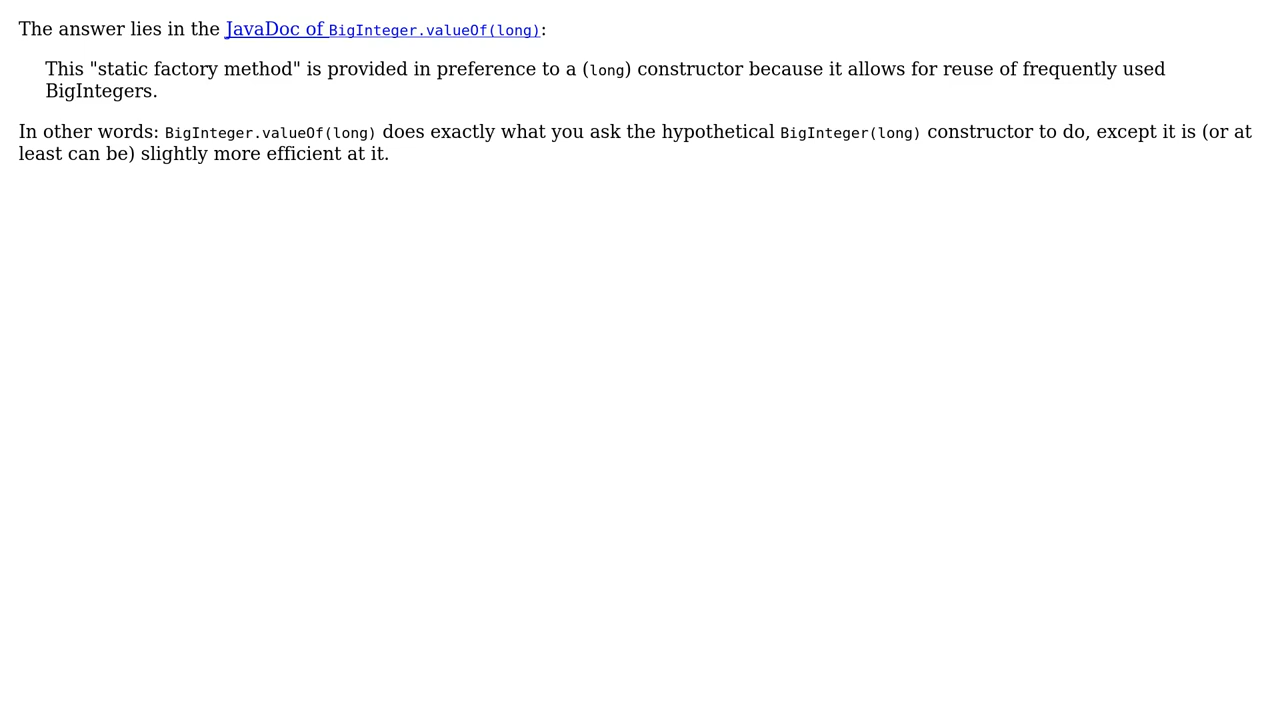 The answer lies in the JavaDoc of BigInteger.valueOf(long):
This "static factory method" is provided in preference to a (long) constructor because it allows for reuse of frequently used
BigIntegers.
In other words: BigInteger.valueOf(long) does exactly what you ask the hypothetical BigInteger(long) constructor to do, except it is (or at
least can be) slightly more efficient at it.